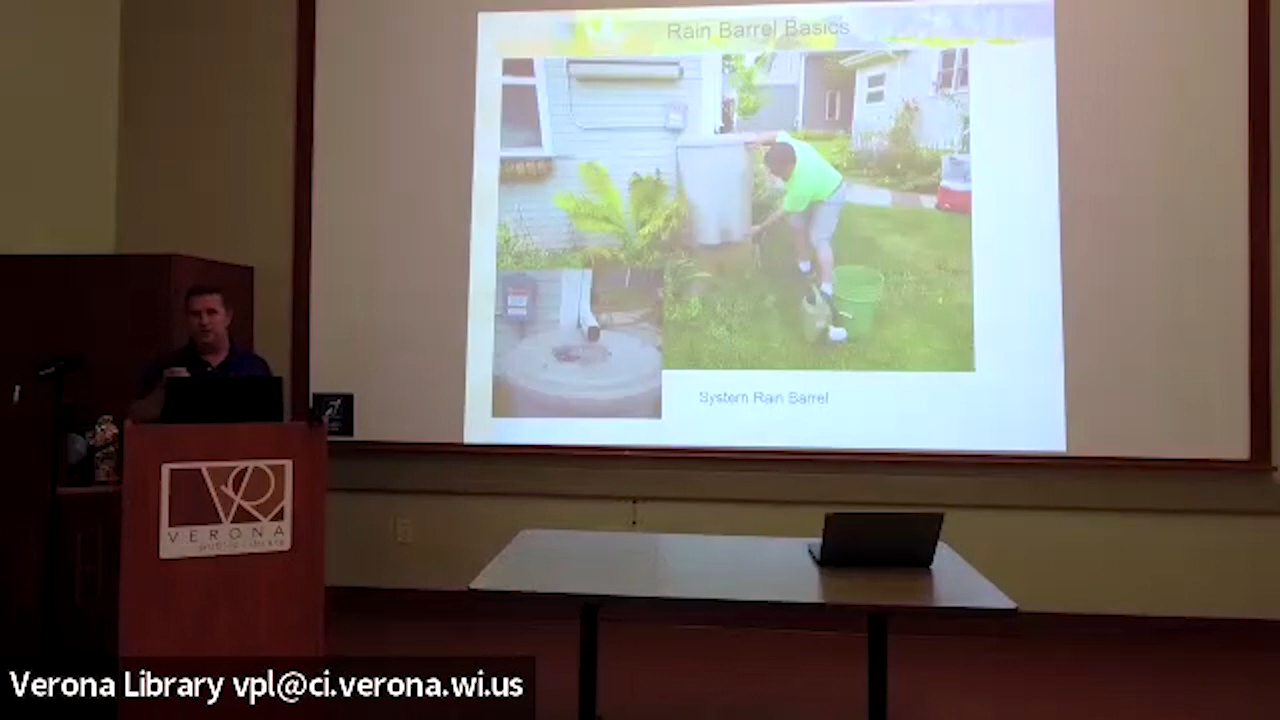 Rain Barrel Basics
System Rain Barrel
VERONA
PUBLIC LIBRARY
Verona Library vpl@ci.verona.wi.us